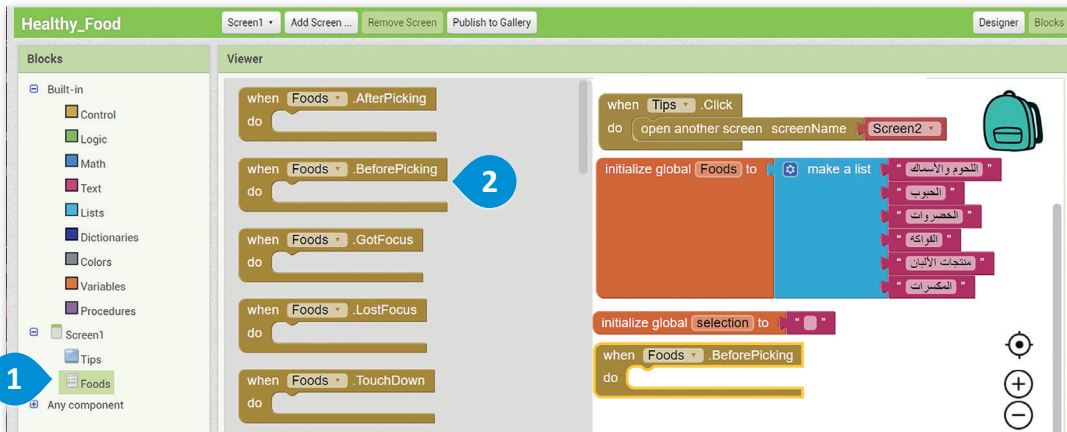 Healthy_Food
Screen1 Add Screen ... Remove Screen Publish to Gallery Designer Blocks
Blocks
Viewer
Built-in
Control
Logic
Math
Text
Lists
Dictionaries
Colors
Variables
Procedures
Screen1
Tips
Foods
Any component
1
when Foods .AfterPicking
do
when Foods .BeforePicking
do
2
when Foods .GotFocus
do
when Foods .LostFocus
do
when Foods .TouchDown
do
when Tips .Click
do open another screen screenName Screen2
initialize global Foods to make a list " اللحوم والأسماك "
" الحبوب "
" الخضروات "
" الفواكه "
" منتجات الألبان "
" المكسرات "
initialize global selection to " "
when Foods .BeforePicking
do